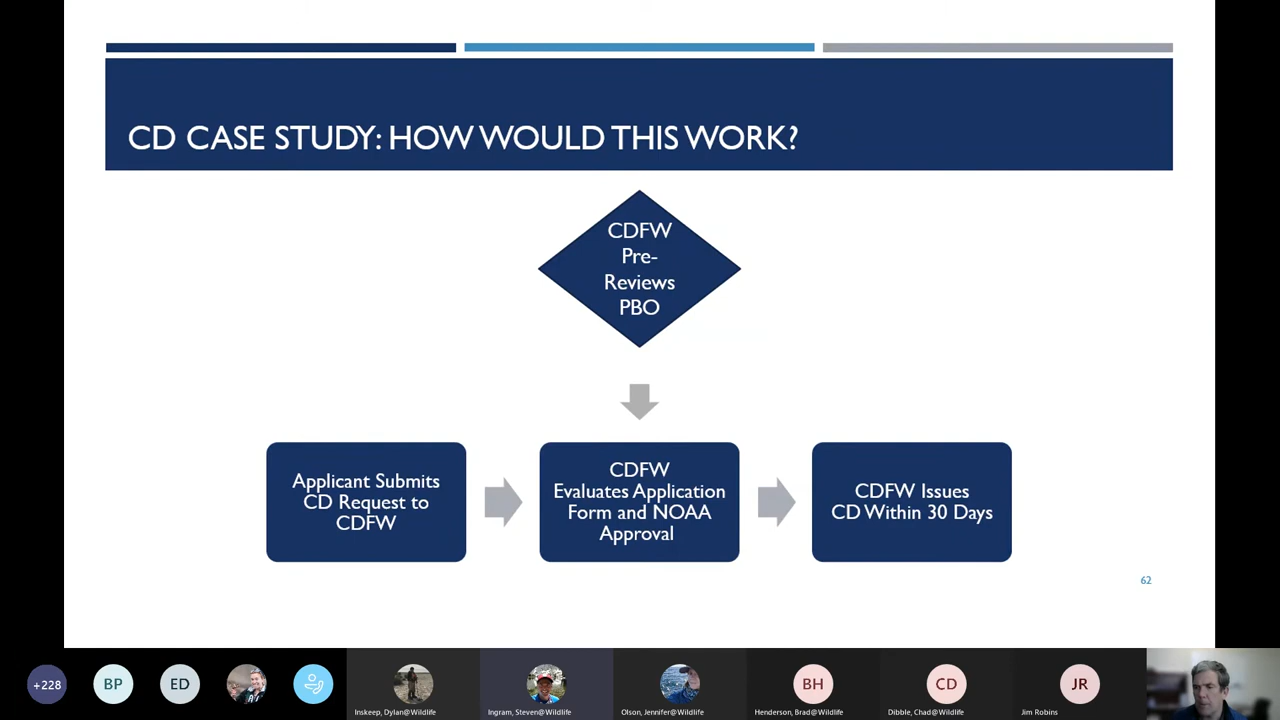 CD CASE STUDY: HOW WOULD THIS WORK?
CDFW
Pre-
Reviews
PBO
Applicant Submits
CD Request to
CDFW
CDFW
Evaluates Application
Form and NOAA
Approval
CDFW Issues
CD Within 30 Days
62
+228
BP
ED
BH
CD
JR
Inskeep, Dylan@Wildlife
Ingram, Steven@Wildlife
Olson, Jennifer@Wildlife
Henderson, Brad@Wildlife
Dibble, Chad@Wildlife
Jim Robins